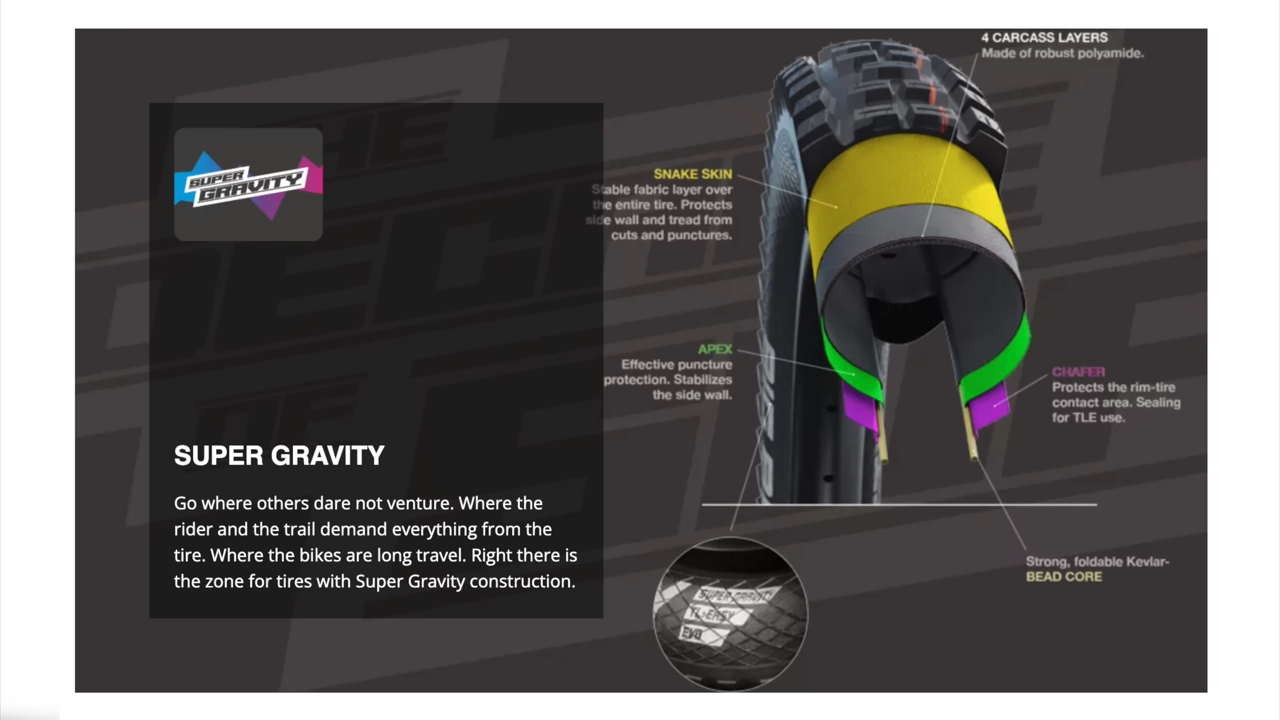 SUPER
GRAVITY
SUPER GRAVITY
Go where others dare not venture. Where the
rider and the trail demand everything from the
tire. Where the bikes are long travel. Right there is
the zone for tires with Super Gravity construction.
4 CARCASS LAYERS
Made of robust polyamide.
SNAKE SKIN
Stable fabric layer over
the entire tire. Protects
side wall and tread from
cuts and punctures.
APEX
Effective puncture
protection. Stabilizes
the side wall.
CHAFER
Protects the rim-tire
contact area. Sealing
for TLE use.
Strong, foldable Kevlar-
BEAD CORE
SUPER GRAVITY
TL-EASY
EVO